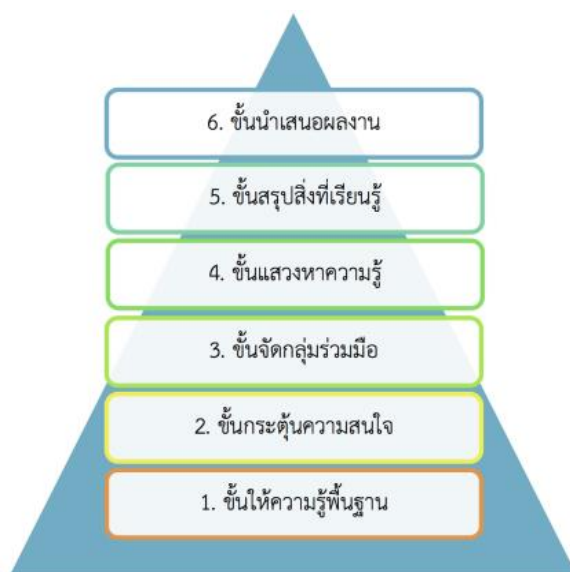 6. ขั้นนำเสนอผลงาน
5. ขั้นสรุปสิ่งที่เรียนรู้
4. ขั้นแสวงหาความรู้
3. ขั้นจัดกลุ่มร่วมมือ
2. ขั้นกระตุ้นความสนใจ
1. ขั้นให้ความรู้พื้นฐาน